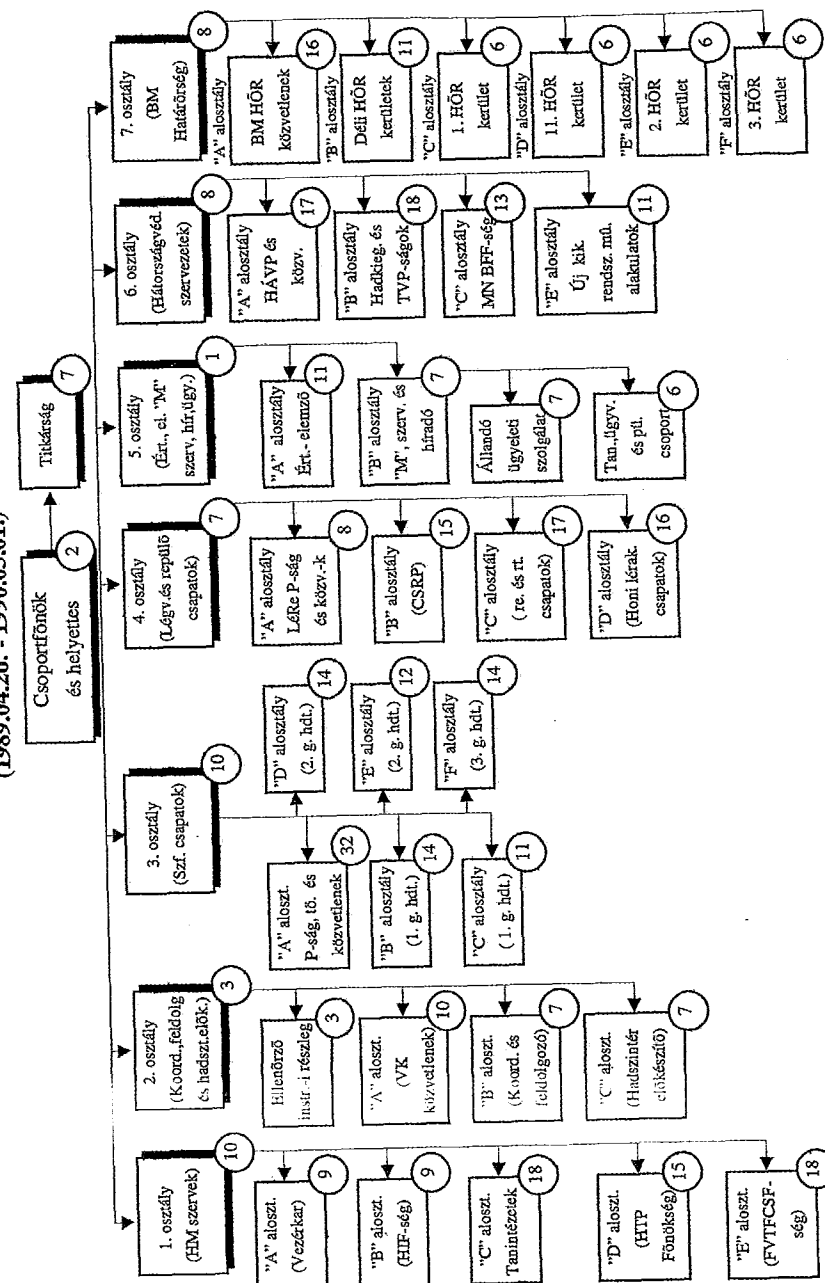 (1989.04.20. - 1990.03.01.)
Csoportfőnök
és helyettes
2
Titkárság
7
1. osztály
(HM szervek)
10
"A" aloszt.
(Vezérkar)
9
"B" aloszt.
(HIF-ség)
9
"C" aloszt.
Tanintézetek
18
"D" aloszt.
(HTP
Főnökség)
15
"E" aloszt.
(FVTFCSF-
ség)
18
2. osztály
(Koord.,feldolg
és hadszt.elők.)
3
Ellenőrző
instr.-i részleg
3
"A" aloszt.
(VK
közvetlenek)
10
"B" aloszt.
(Koord. és
feldolgozó)
7
"C" aloszt.
(Hadszintér
előkészítő)
7
3. osztály
(Szf. csapatok)
10
"A" aloszt.
P-ság, tö. és
közvetlenek
32
"B" alosztály
(1. g. hdt.)
14
"C" alosztály
(1. g. hdt.)
11
"D" alosztály
(2. g. hdt.)
14
"E" alosztály
(2. g. hdt.)
12
"F" alosztály
(3. g. hdt.)
14
4. osztály
(Légv.és repülő
csapatok)
7
"A" alosztály
LéRe P-ság
és közv.-k
8
"B" alosztály
(CSRP)
15
"C" alosztály
(re. és rt.
csapatok)
17
"D" alosztály
(Honi lérak.
csapatok)
16
5. osztály
(Ért., el. "M"
szerv, hír,ügy.)
1
"A" alosztály
Ért.- elemző
11
"B" alosztály
"M", szerv. és
híradó
7
Állandó
ügyeleti
szolgálat
7
Tan.,ügyv.
és pü.
csoport
6
6. osztály
(Hátországvéd.
szervezetek)
8
"A" alosztály
HÁVP és
közv.
17
"B" alosztály
Hadkieg. és
TVP-ságok
18
"C" alosztály
MN BFF-ség
13
"E" alosztály
Új kik.
rendsz. mű.
alakulatok
11
7. osztály
(BM
Határőrség)
8
"A" alosztály
BM HŐR
közvetlenek
16
"B" alosztály
Déli HŐR
kerületek
11
"C" alosztály
1. HŐR
kerület
6
"D" alosztály
11. HŐR
kerület
6
"E" alosztály
2. HŐR
kerület
6
"F" alosztály
3. HŐR
kerület
6